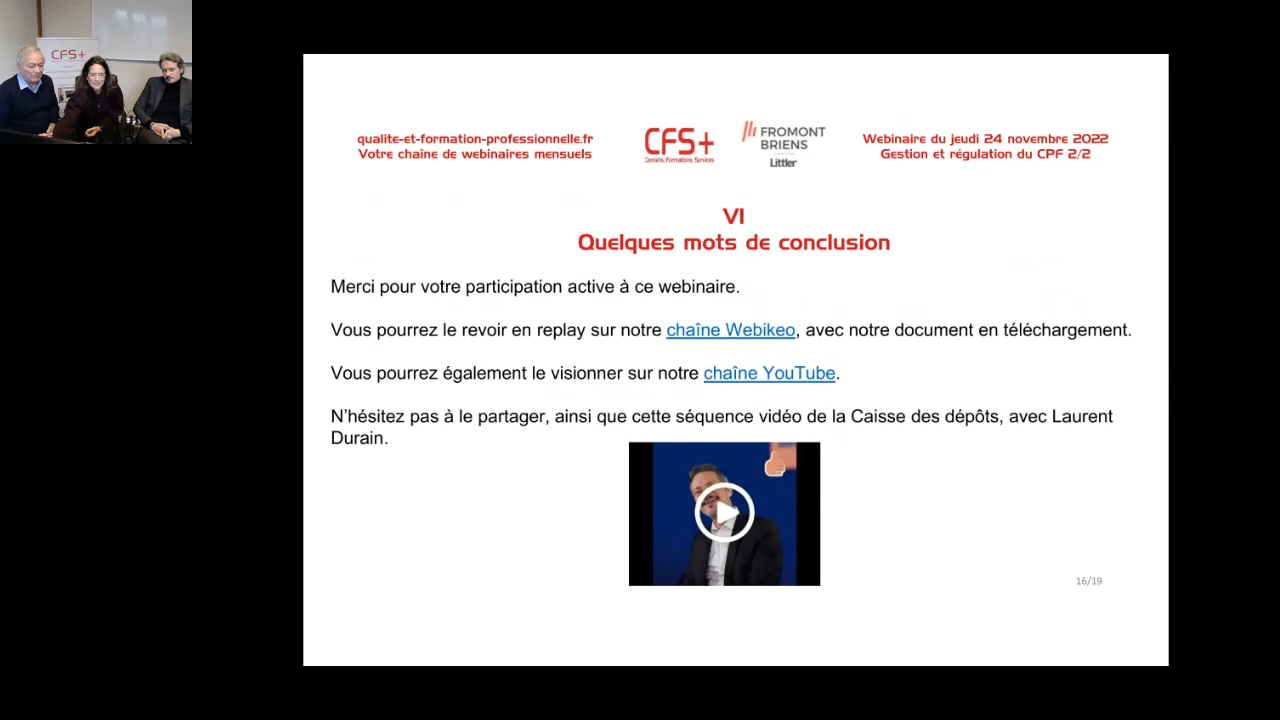 CFS+
qualite-et-formation-professionnelle.fr
Votre chaîne de webinaires mensuels
CFS+
Conseils, Formations, Services
FROMONT
BRIENS
Littler
Webinaire du jeudi 24 novembre 2022
Gestion et régulation du CPF 2/2
VI
Quelques mots de conclusion
Merci pour votre participation active à ce webinaire.
Vous pourrez le revoir en replay sur notre chaîne Webikeo, avec notre document en téléchargement.
Vous pourrez également le visionner sur notre chaîne YouTube.
N'hésitez pas à le partager, ainsi que cette séquence vidéo de la Caisse des dépôts, avec Laurent
Durain.
16/19